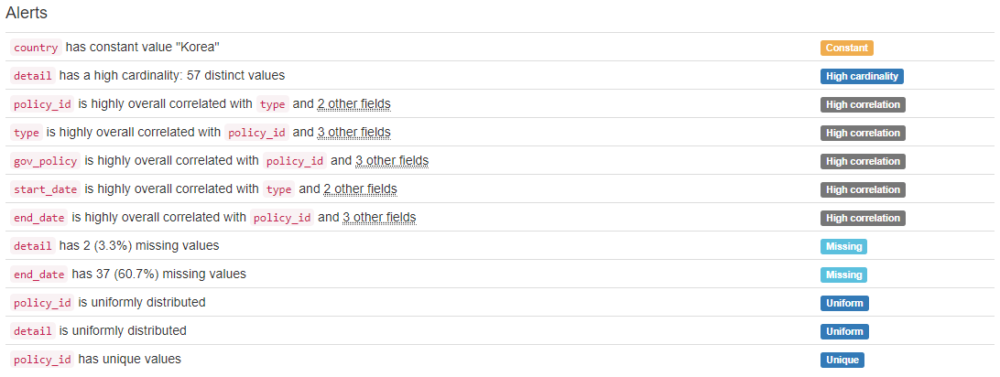 Alerts
country has constant value "Korea" Constant
detail has a high cardinality: 57 distinct values High cardinality
policy_id is highly overall correlated with type and 2 other fields High correlation
type is highly overall correlated with policy_id and 3 other fields High correlation
gov_policy is highly overall correlated with policy_id and 3 other fields High correlation
start_date is highly overall correlated with type and 2 other fields High correlation
end_date is highly overall correlated with policy_id and 3 other fields High correlation
detail has 2 (3.3%) missing values Missing
end_date has 37 (60.7%) missing values Missing
policy_id is uniformly distributed Uniform
detail is uniformly distributed Uniform
policy_id has unique values Unique